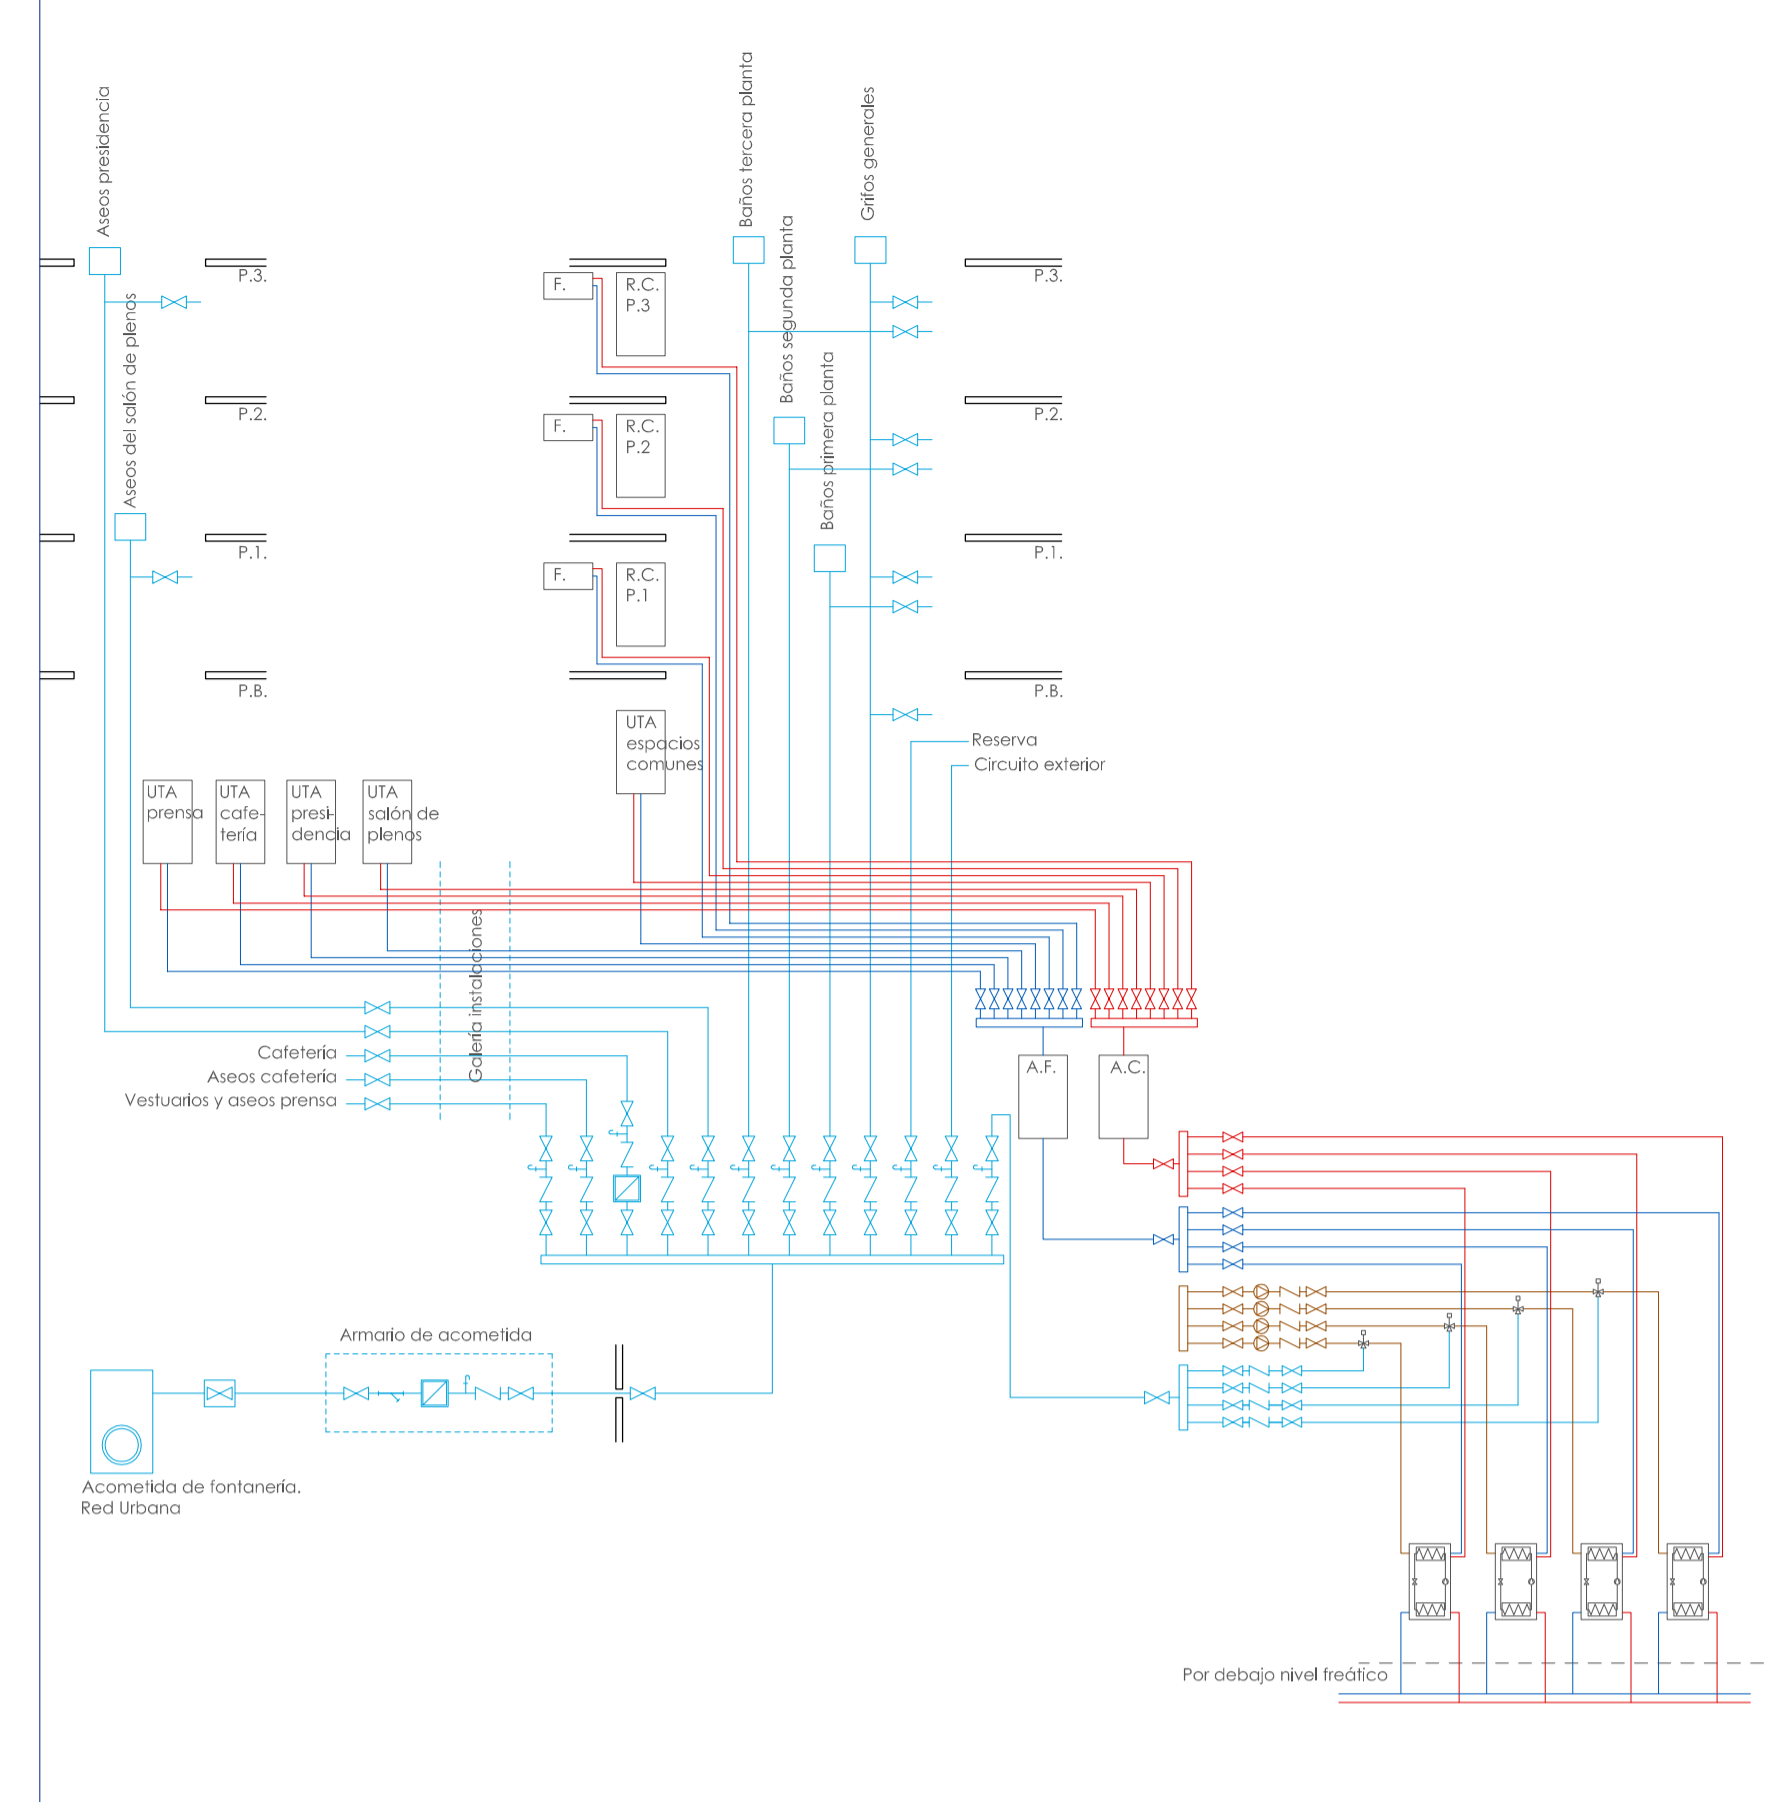 Aseos presidencia
Baños tercera planta
Grifos generales
Baños segunda planta
Aseos del salón de plenos
Baños primera planta
P.3.
F.
R.C.
P.3
P.3.
P.2.
F.
R.C.
P.2
P.2.
P.1.
F.
R.C.
P.1
P.1.
P.B.
P.B.
UTA
espacios
comunes
Reserva
Circuito exterior
UTA
prensa
UTA
cafe-
tería
UTA
presi-
dencia
UTA
salón de
plenos
Galería instalaciones
Cafetería
Aseos cafetería
Vestuarios y aseos prensa
A.F.
A.C.
Armario de acometida
Acometida de fontanería.
Red Urbana
Por debajo nivel freático